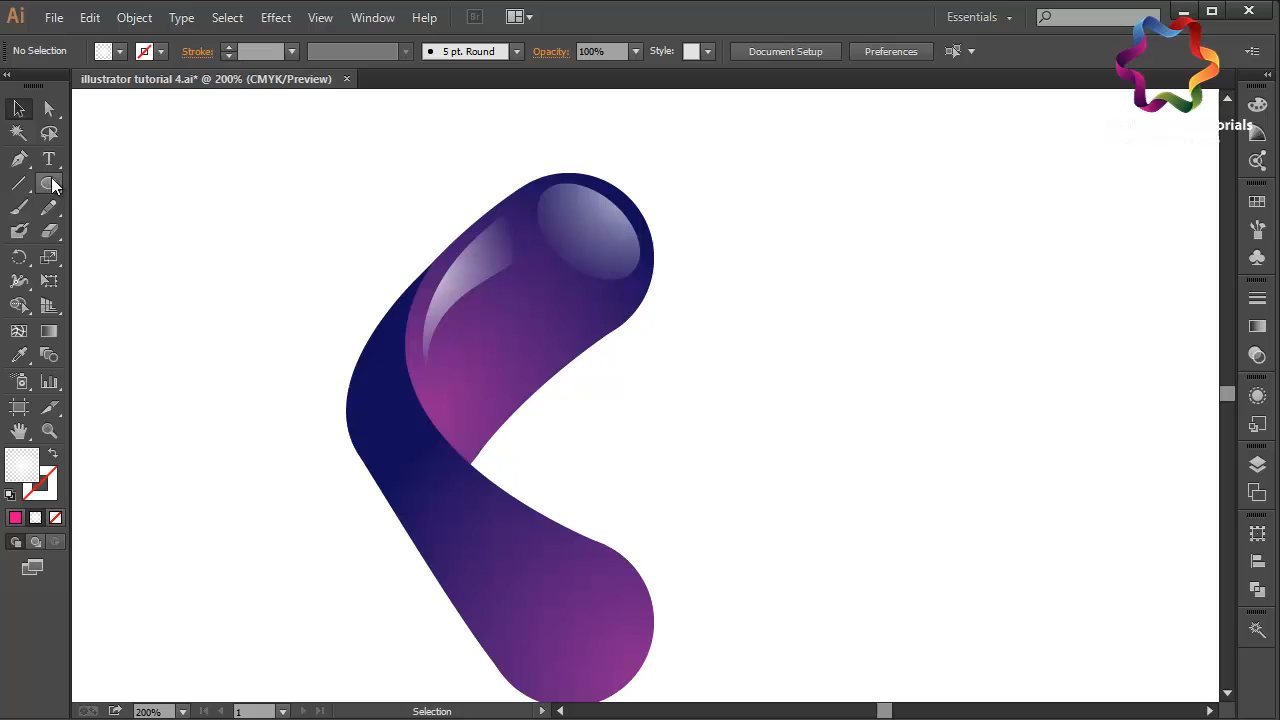 Ai File Edit Object Type Select Effect View Window Help Br Essentials
No Selection Stroke: 5 pt. Round Opacity: 100% Style: Document Setup Preferences
illustrator tutorial 4.ai* @ 200% (CMYK/Preview) ×
T
200% 1 Selection